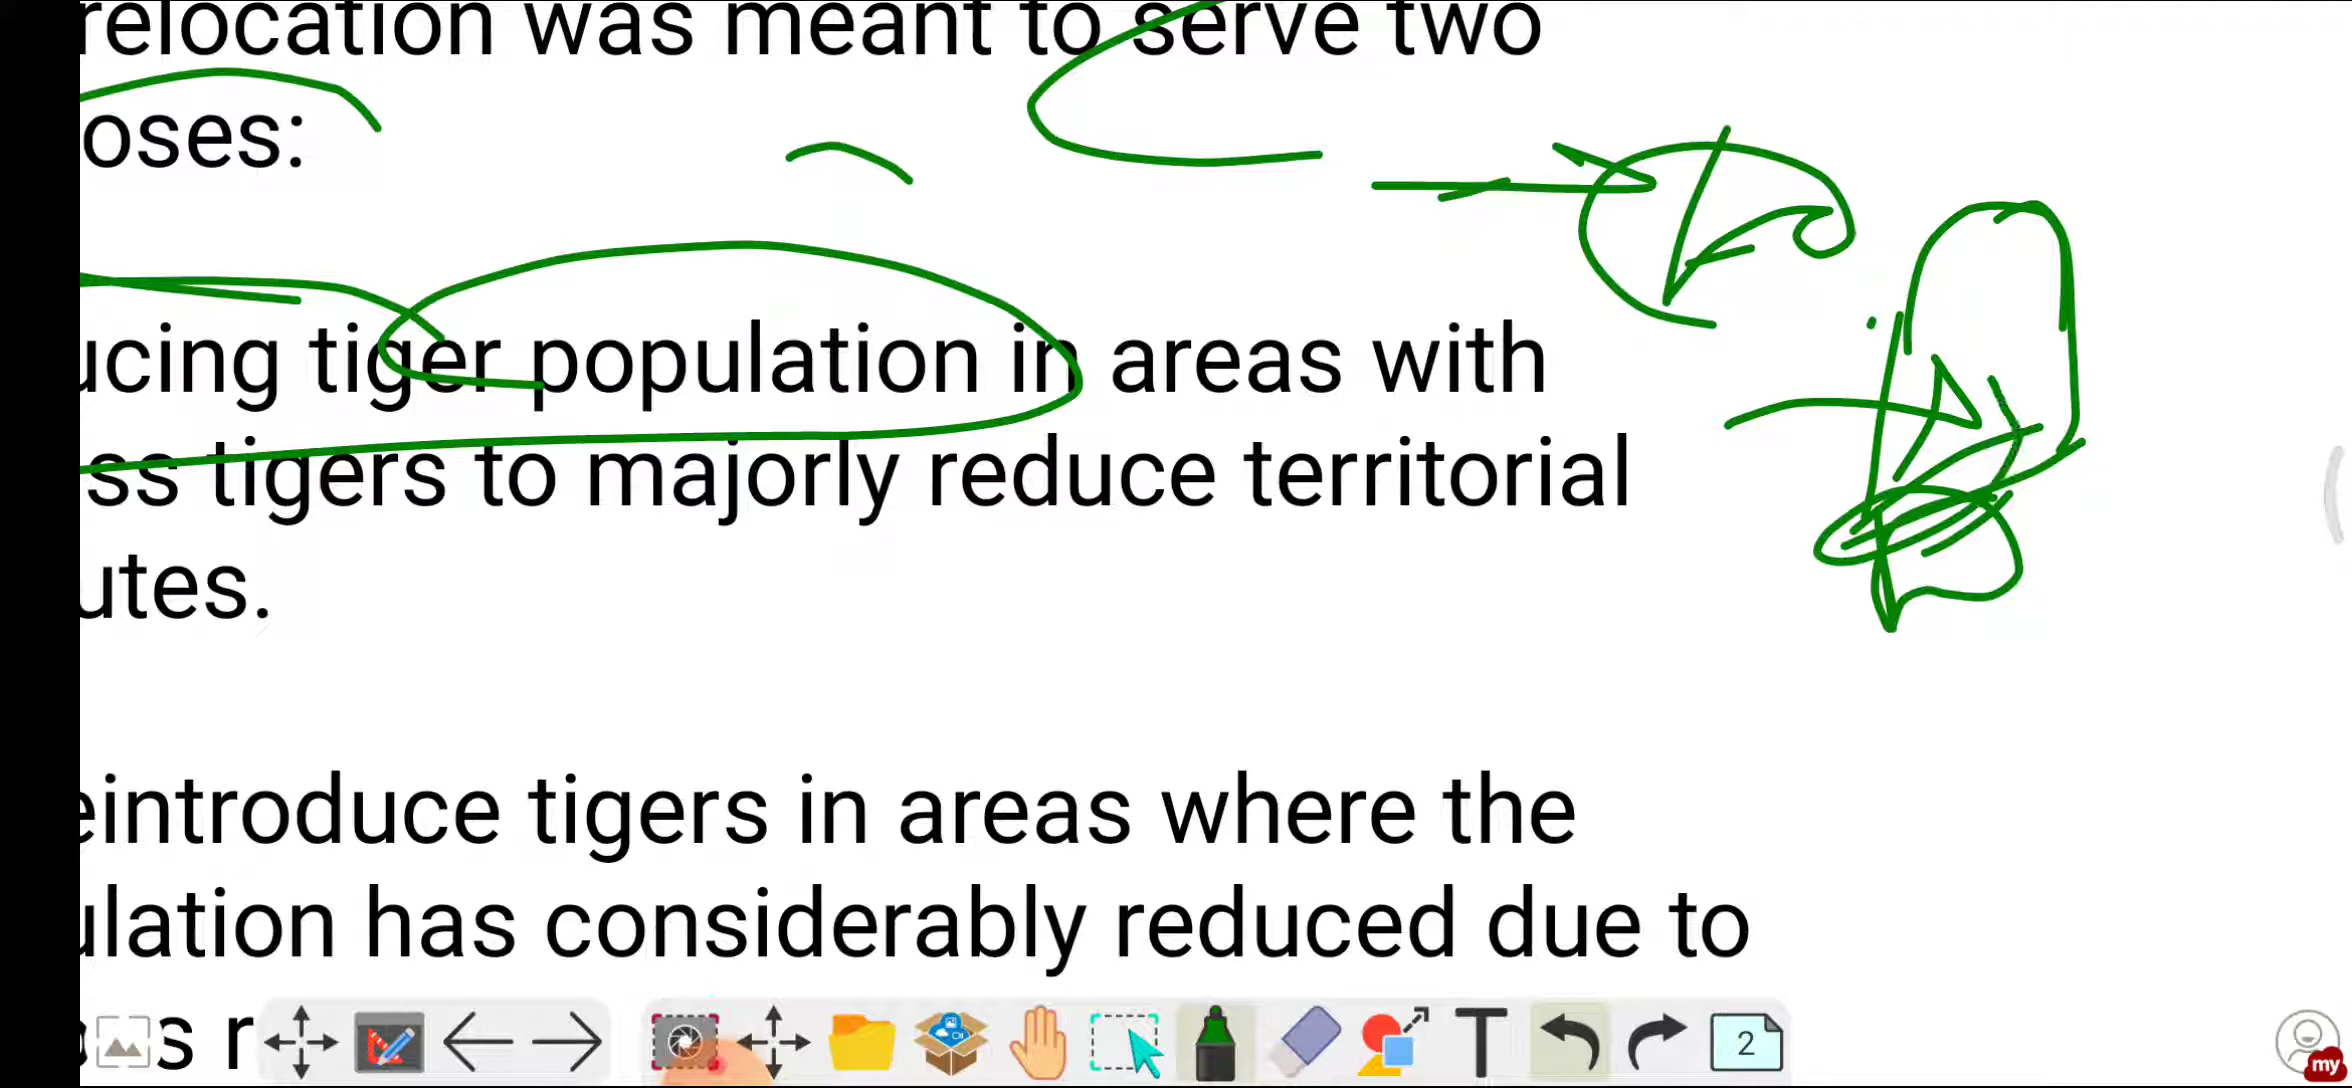 relocation was meant to serve two
oses:
ucing tiger population in areas with
ss tigers to majorly reduce territorial
utes.
eintroduce tigers in areas where the
ulation has considerably reduced due to
s r
2
my